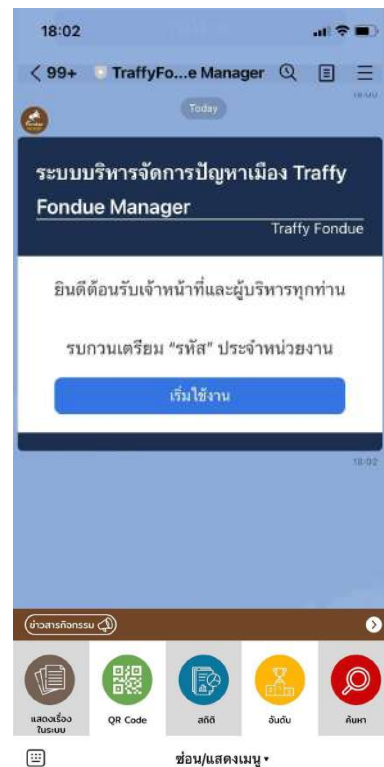 18:02
99+ TraffyFo...e Manager
Today
ระบบบริหารจัดการปัญหาเมือง Traffy
Fondue Manager
Traffy Fondue
ยินดีต้อนรับเจ้าหน้าที่และผู้บริหารทุกท่าน
รบกวนเตรียม “รหัส” ประจำหน่วยงาน
เริ่มใช้งาน
18:02
ข่าวสารกิจกรรม
แสดงเรื่อง
ในระบบ
QR Code
สถิติ
อันดับ
ค้นหา
ซ่อน/แสดงเมนู